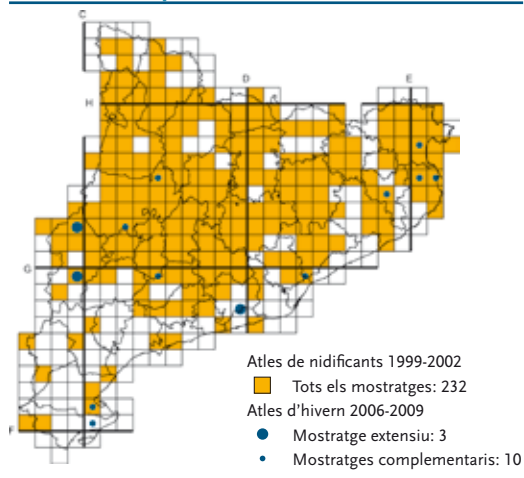 C
D
E
H
G
F
Atles de nidificants 1999-2002
Tots els mostratges: 232
Atles d'hivern 2006-2009
Mostratge extensiu: 3
Mostratges complementaris: 10